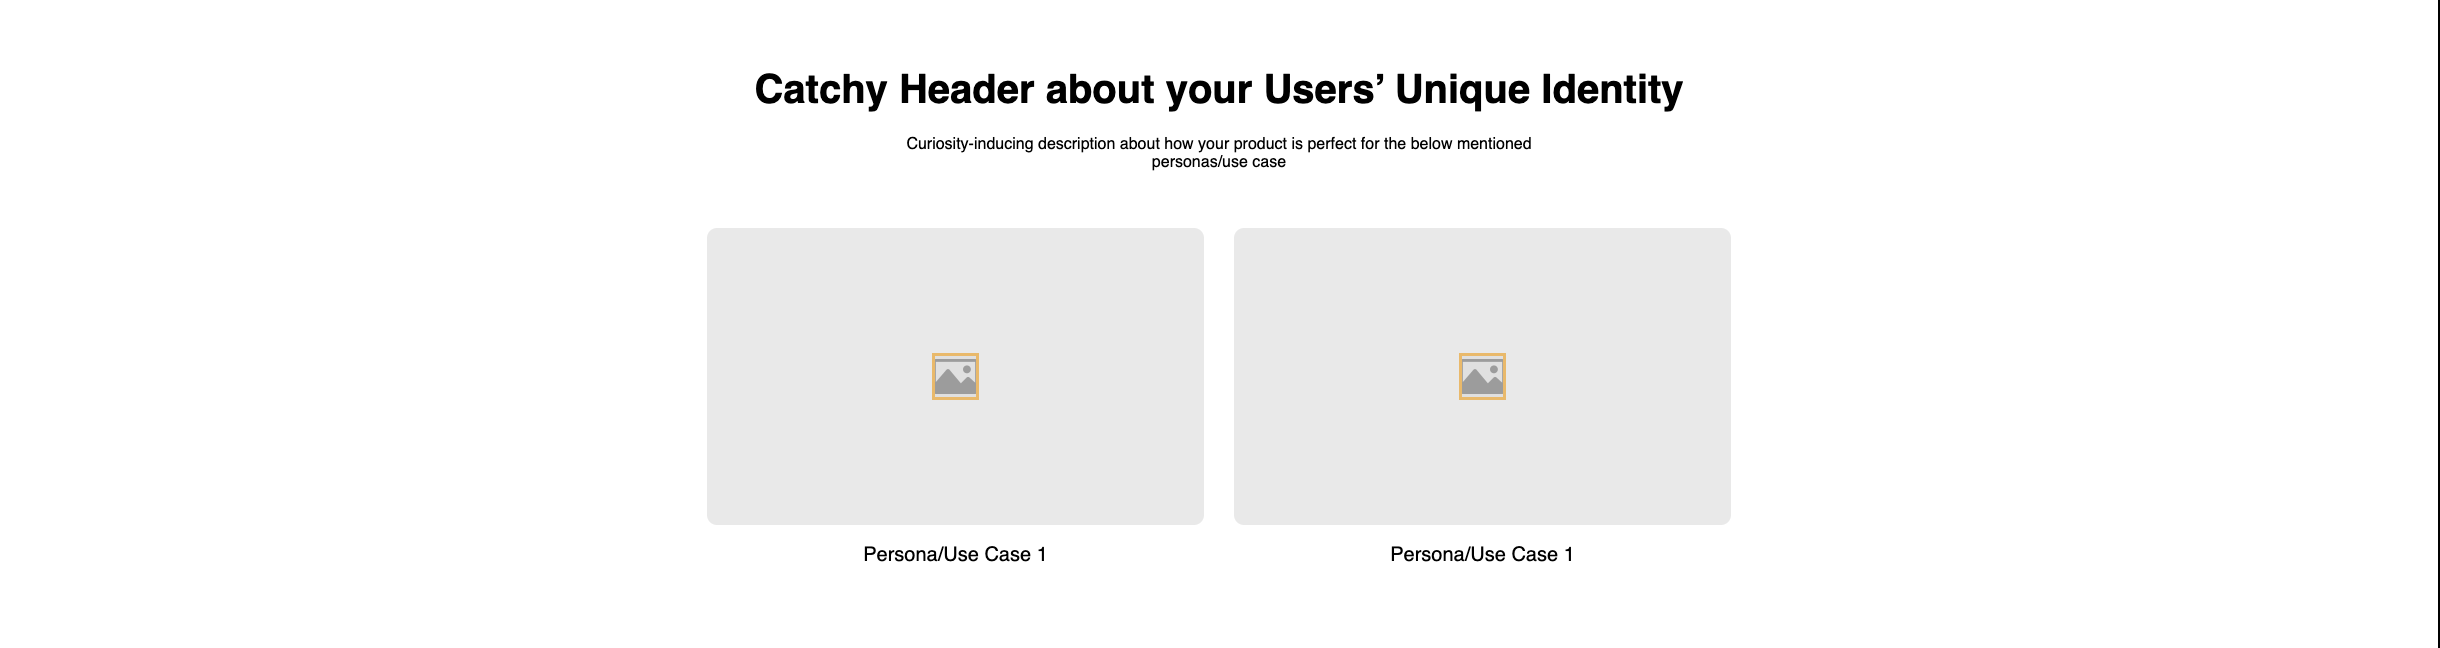 Catchy Header about your Users’ Unique Identity
Curiosity-inducing description about how your product is perfect for the below mentioned
personas/use case
Persona/Use Case 1
Persona/Use Case 1